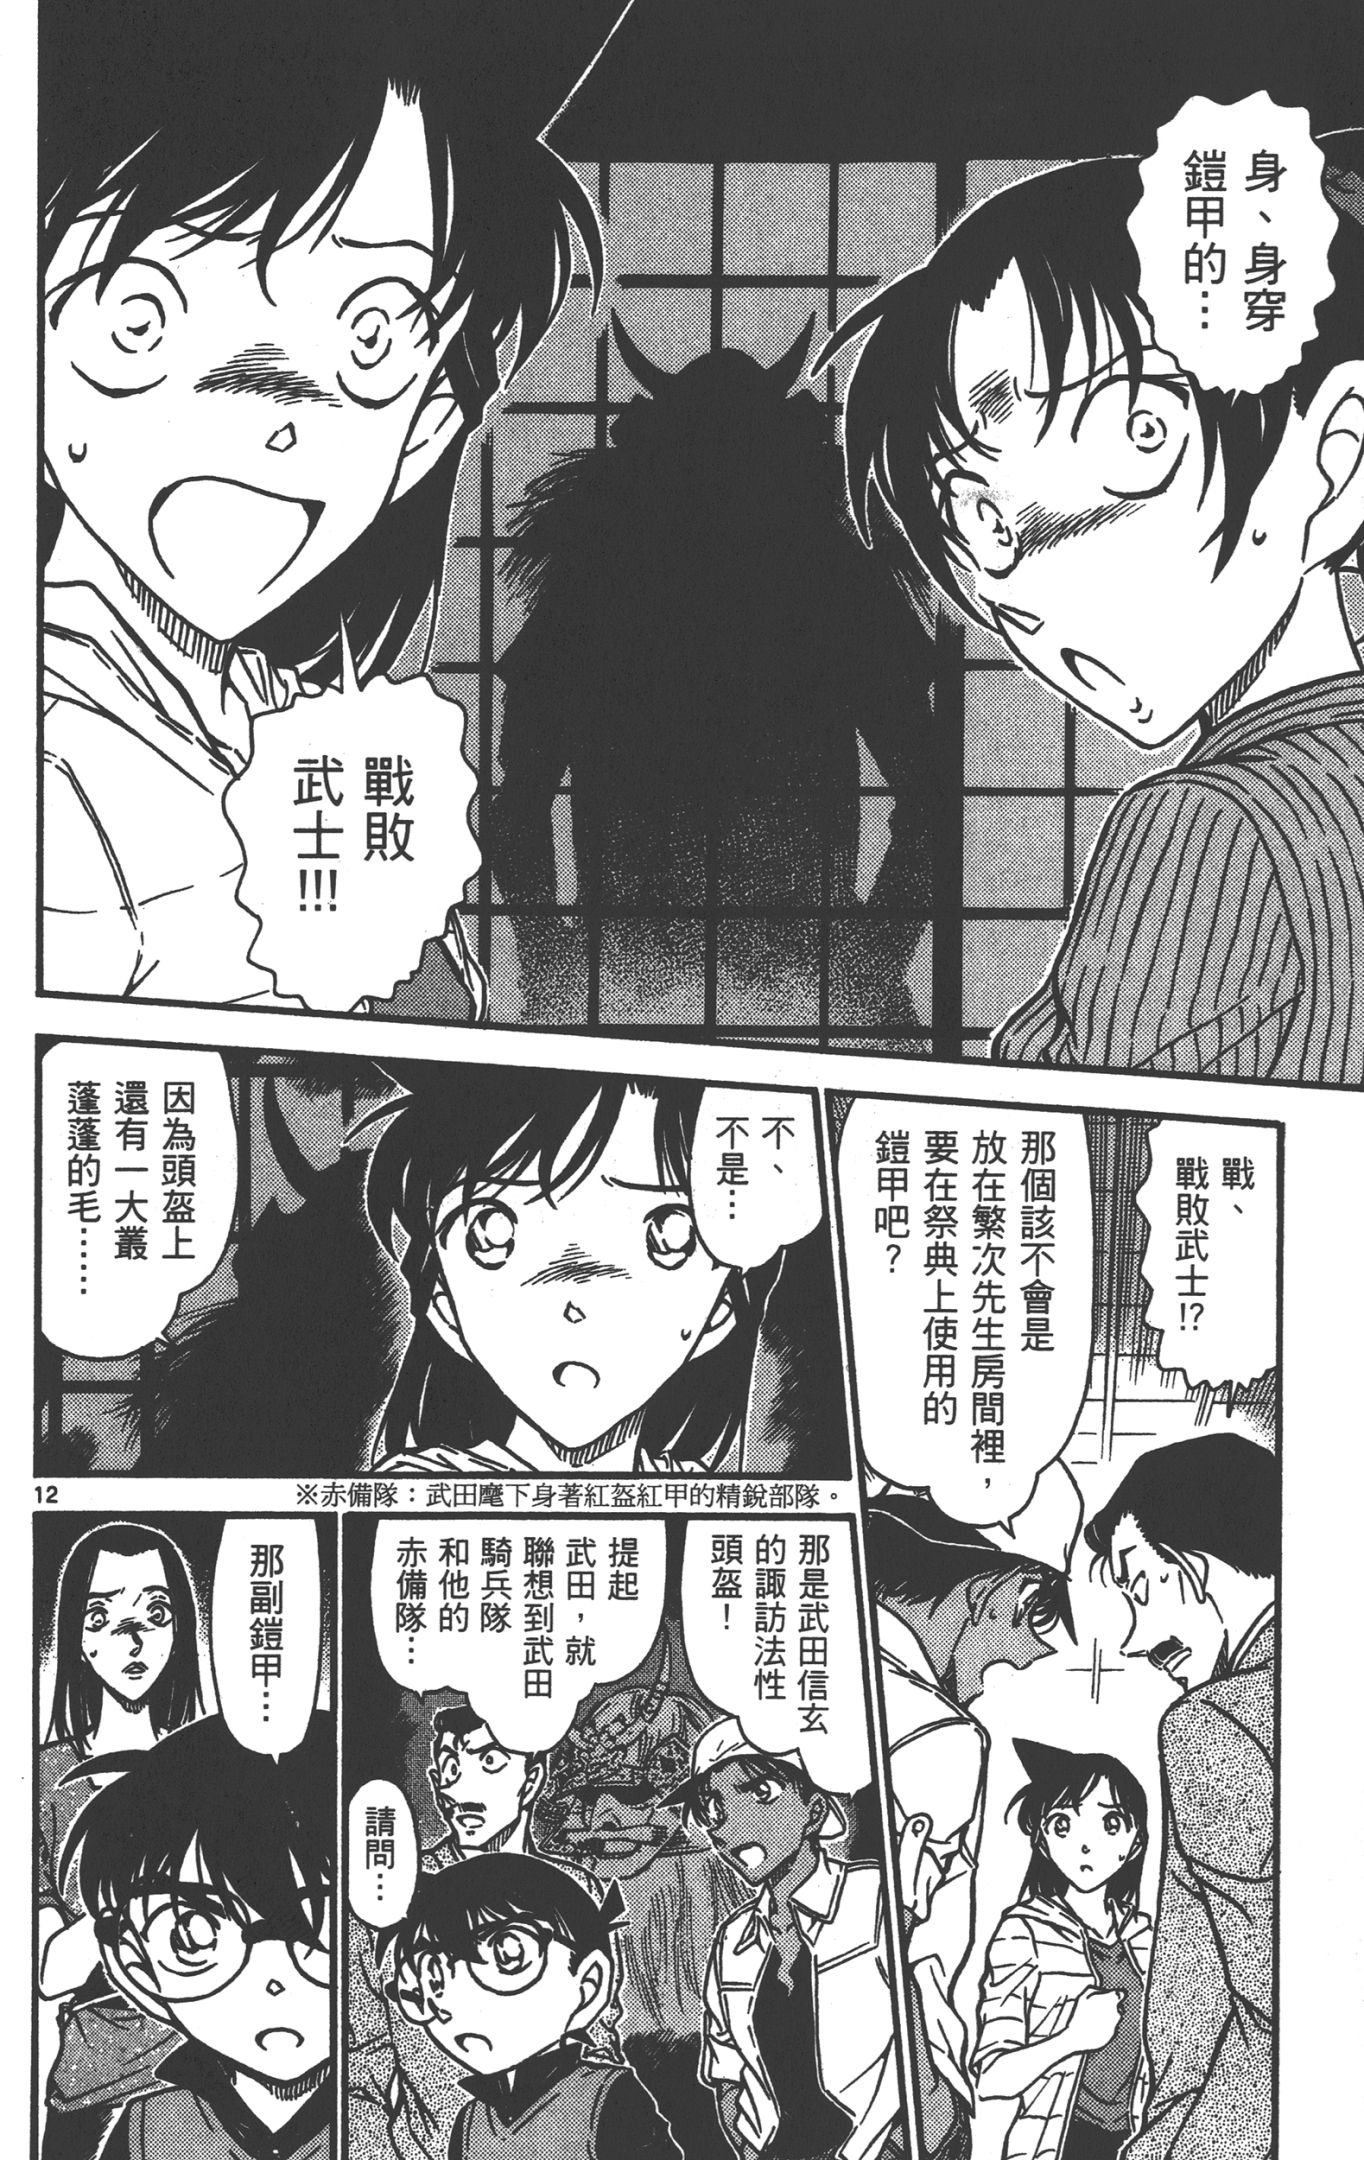 身、身穿
鎧甲的…
戰敗
武士!!!
戰、
戰敗武士!?
那個該不會是
放在繁次先生房間裡，
要在祭典上使用的
鎧甲吧？
不、
不是…
因為頭盔上
還有一大叢
蓬蓬的毛……
12
※赤備隊：武田麾下身著紅盔紅甲的精銳部隊。
那是武田信玄
的諏訪法性
頭盔！
提起
武田，就
聯想到武田
騎兵隊
和他的
赤備隊…
請問…
那副鎧甲…